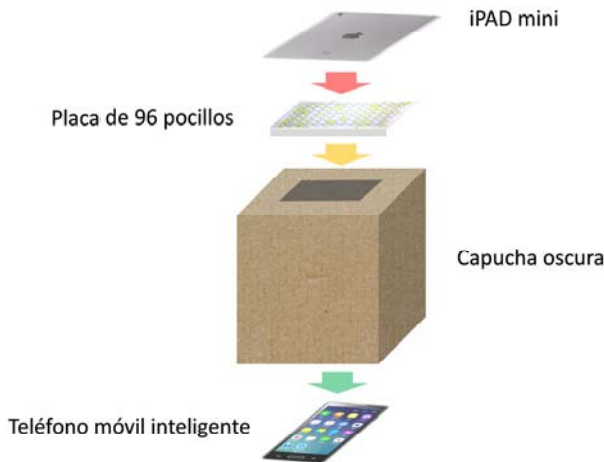 iPAD mini
Placa de 96 pocillos
Capucha oscura
Teléfono móvil inteligente